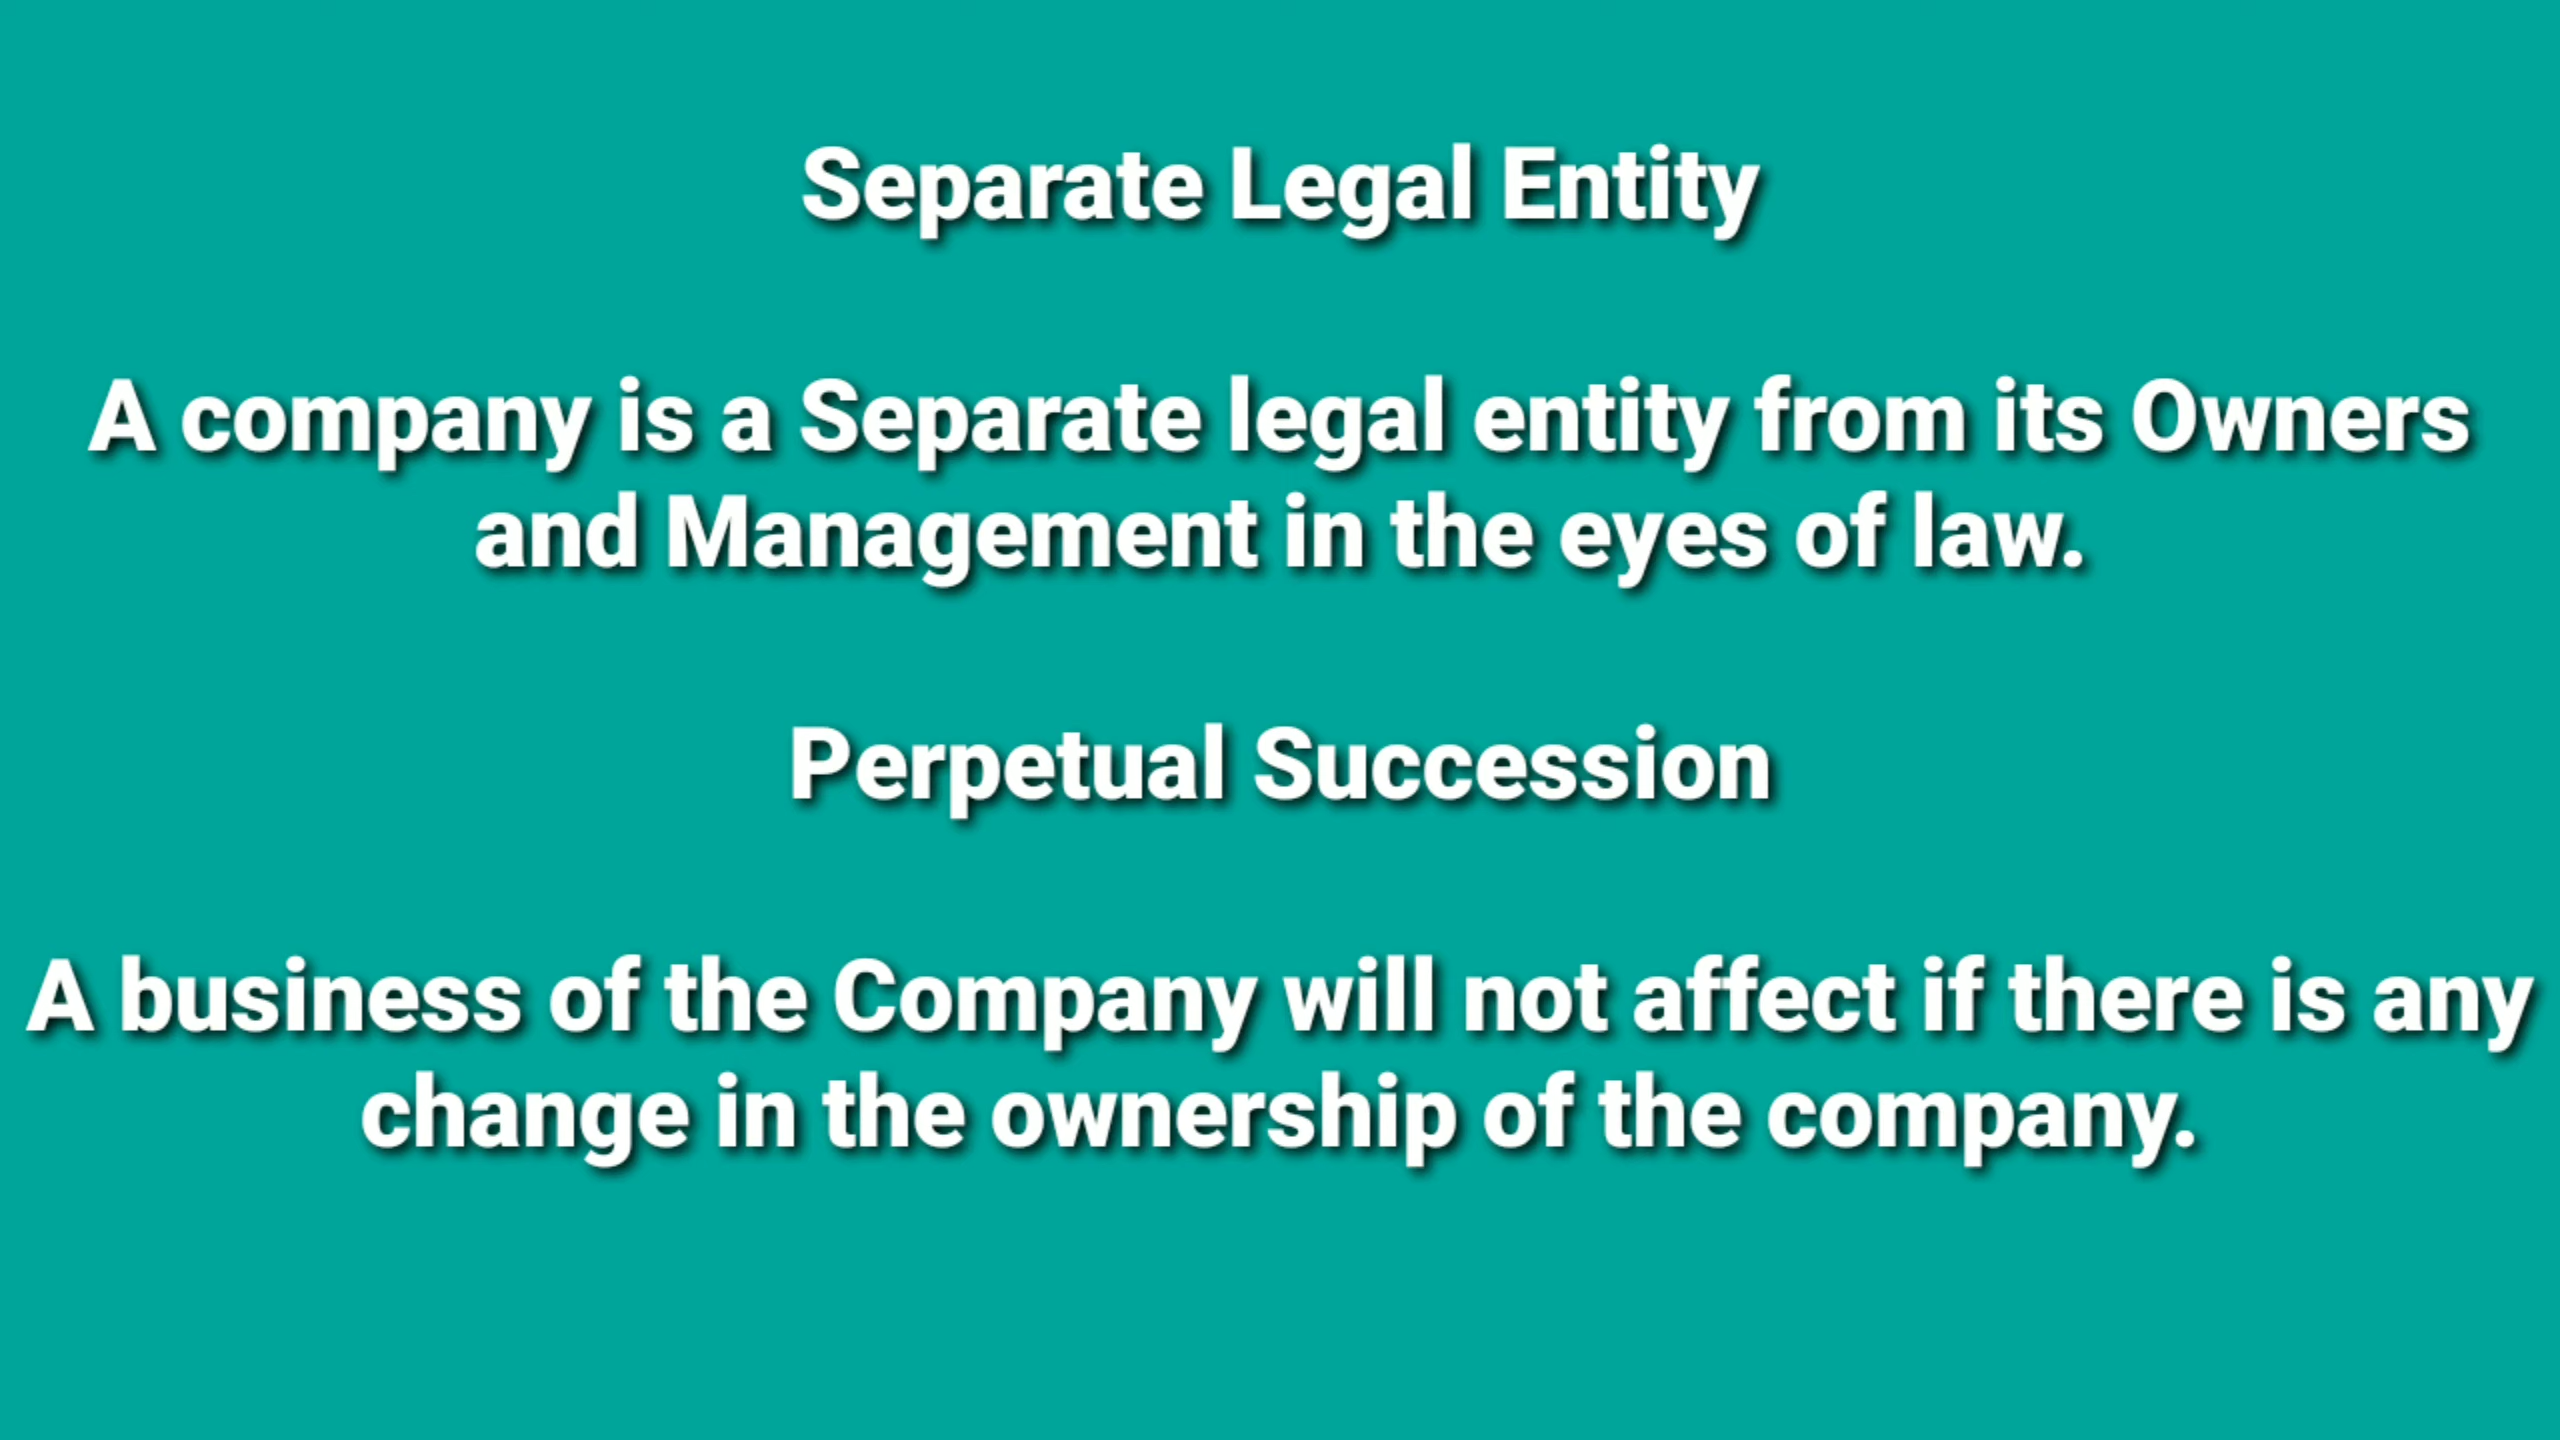 Separate Legal Entity
A company is a Separate legal entity from its Owners
and Management in the eyes of law.
Perpetual Succession
A business of the Company will not affect if there is any
change in the ownership of the company.